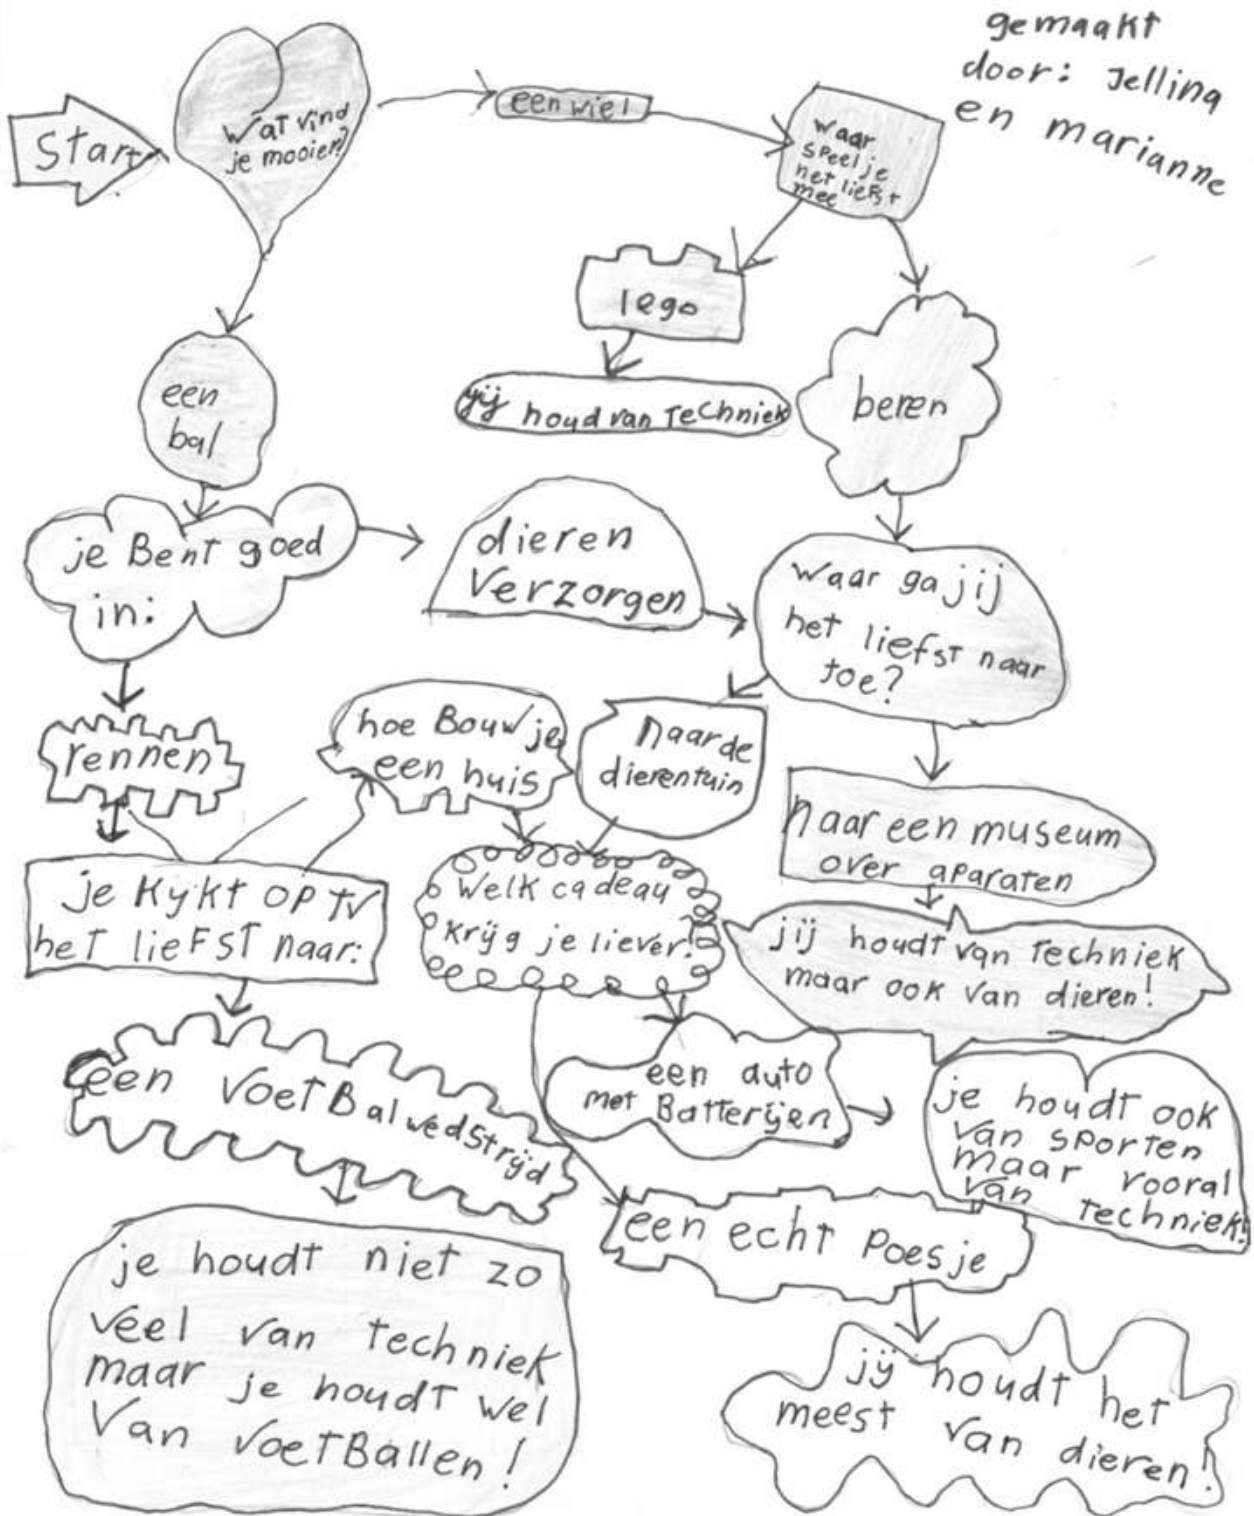 gemaakt
door: Jellina
en marianne
Start
Wat vind
je mooier?
een wiel
waar
speel je
het liefst
mee
lego
jij houd van Techniek
beren
een
bal
je Bent goed
in:
dieren
Verzorgen
waar ga jij
het liefst naar
toe?
rennen
hoe Bouw je
een huis
naar de
dierentuin
naar een museum
over aparaten
je Kykt op TV
het liefst naar:
Welk cadeau
krijg je liever!
jij houdt van Techniek
maar ook van dieren!
een voetBalwedstrijd
een auto
met Batterijen
je houdt ook
van sporten
maar vooral
van techniek!
een echt poesje
je houdt niet zo
veel van techniek
maar je houdt wel
Van voetBallen!
jij houdt het
meest van dieren!